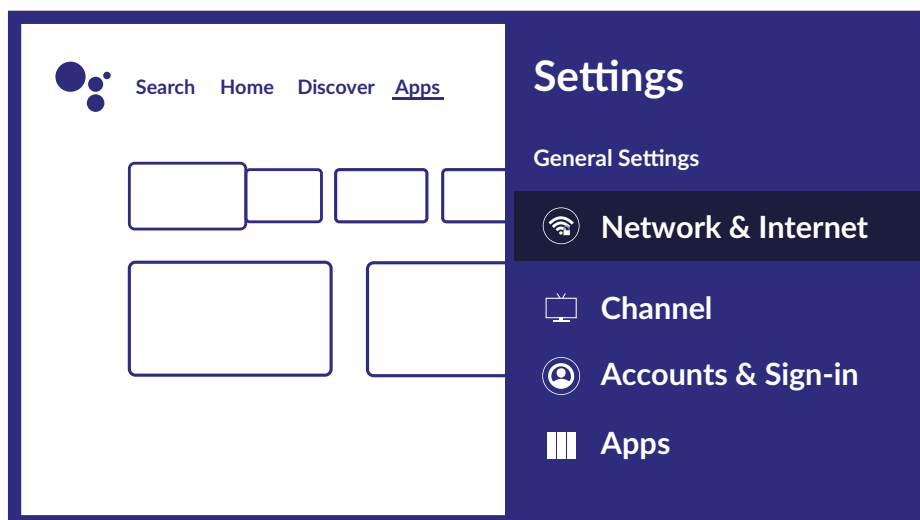 Search Home Discover Apps
Settings
General Settings
Network & Internet
Channel
Accounts & Sign-in
Apps